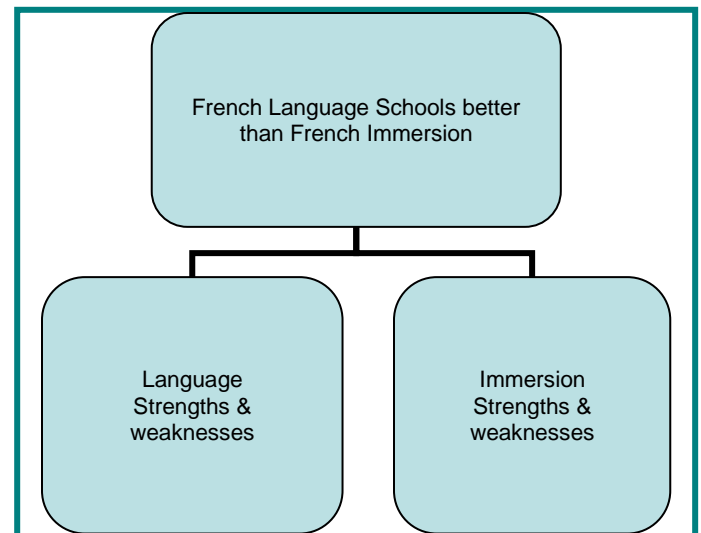 French Language Schools better
than French Immersion
Language
Strengths &
weaknesses
Immersion
Strengths &
weaknesses